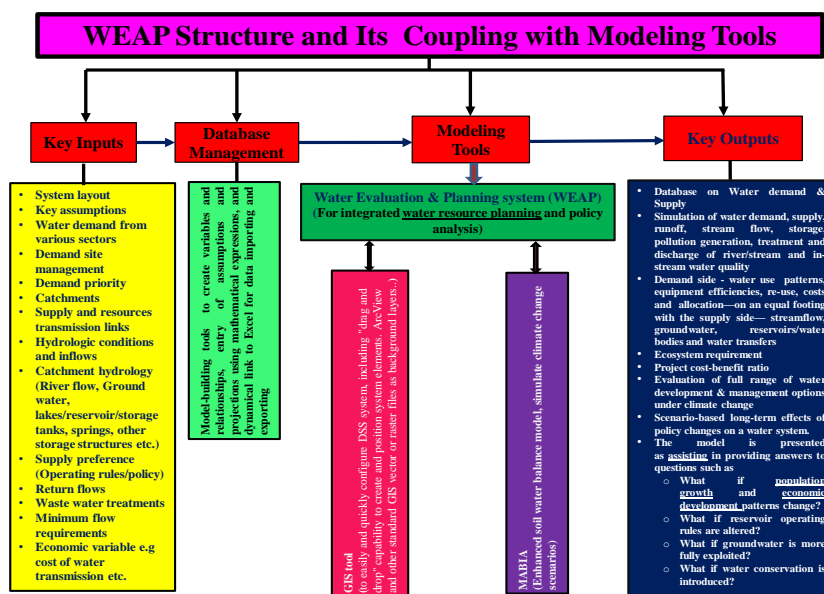 WEAP Structure and Its Coupling with Modeling Tools
Key Inputs
Database
Management
Modeling
Tools
Key Outputs
• System layout
• Key assumptions
• Water demand from
various sectors
• Demand site
management
• Demand priority
• Catchments
• Supply and resources
transmission links
• Hydrologic conditions
and inflows
• Catchment hydrology
(River flow, Ground
water,
lakes/reservoir/storage
tanks, springs, other
storage structures etc.)
• Supply preference
(Operating rules/policy)
• Return flows
• Waste water treatments
• Minimum flow
requirements
• Economic variable e.g
cost of water
transmission etc.
Model-building tools to create variables and
relationships, entry of assumptions and
projections using mathematical expressions, and
dynamical link to Excel for data importing and
exporting
Water Evaluation & Planning system (WEAP)
(For integrated water resource planning and policy
analysis)
GIS tool
(to easily and quickly configure DSS system, including "drag and
drop" capability to create and position system elements. ArcView
and other standard GIS vector or raster files as background layers..)
MABIA
(Enhanced soil water balance model, simulate climate change
scenarios)
• Database on Water demand &
Supply
• Simulation of water demand, supply,
runoff, stream flow, storage,
pollution generation, treatment and
discharge of river/stream and in-
stream water quality
• Demand side - water use patterns,
equipment efficiencies, re-use, costs
and allocation—on an equal footing
with the supply side— streamflow,
groundwater, reservoirs/water
bodies and water transfers
• Ecosystem requirement
• Project cost-benefit ratio
• Evaluation of full range of water
development & management options
under climate change
• Scenario-based long-term effects of
policy changes on a water system.
• The model is presented
as assisting in providing answers to
questions such as
o What if population
growth and economic
development patterns change?
o What if reservoir operating
rules are altered?
o What if groundwater is more
fully exploited?
o What if water conservation is
introduced?